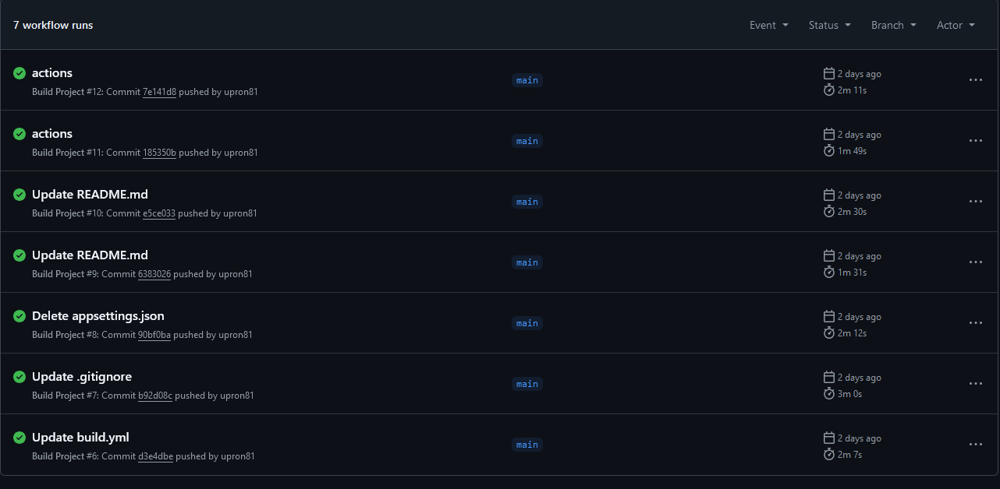 7 workflow runs
Event Status Branch Actor
actions
Build Project #12: Commit 7e141d8 pushed by upron81
main
2 days ago
2m 11s
actions
Build Project #11: Commit 185350b pushed by upron81
main
2 days ago
1m 49s
Update README.md
Build Project #10: Commit e5ce033 pushed by upron81
main
2 days ago
2m 30s
Update README.md
Build Project #9: Commit 6383026 pushed by upron81
main
2 days ago
1m 31s
Delete appsettings.json
Build Project #8: Commit 90bf0ba pushed by upron81
main
2 days ago
2m 12s
Update .gitignore
Build Project #7: Commit b92d08c pushed by upron81
main
2 days ago
3m 0s
Update build.yml
Build Project #6: Commit d3e4dbe pushed by upron81
main
2 days ago
2m 7s